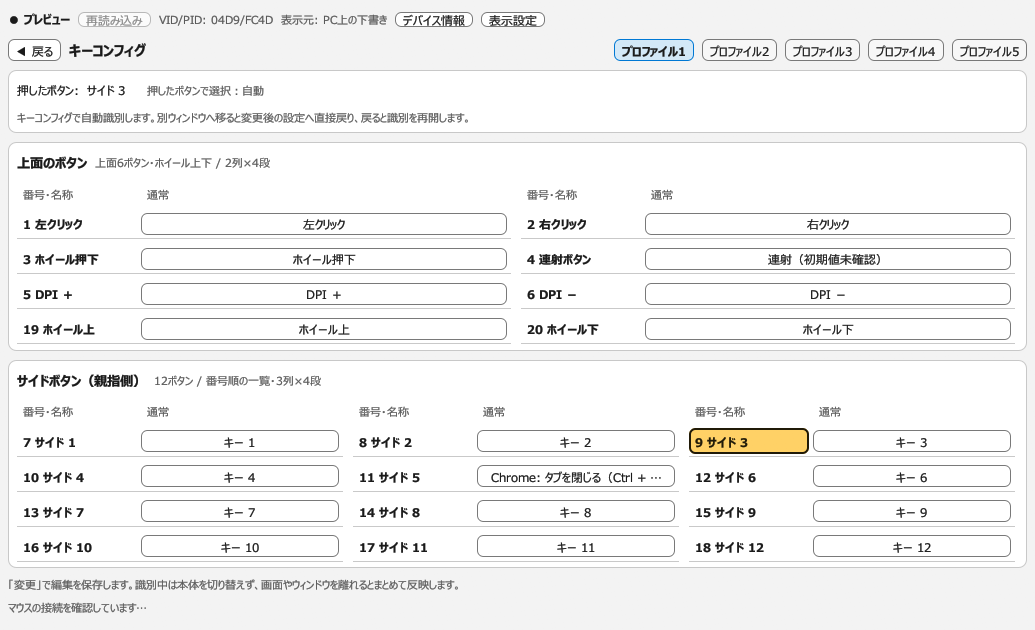 ● プレビュー 再読み込み VID/PID: 04D9/FC4D 表示元: PC上の下書き デバイス情報 表示設定
◀ 戻る キーコンフィグ プロファイル1 プロファイル2 プロファイル3 プロファイル4 プロファイル5
押したボタン: サイド 3 押したボタンで選択：自動
キーコンフィグで自動識別します。別ウィンドウへ移ると変更後の設定へ直接戻り、戻ると識別を再開します。
上面のボタン 上面6ボタン・ホイール上下 / 2列×4段
番号・名称 通常 番号・名称 通常
1 左クリック 左クリック 2 右クリック 右クリック
3 ホイール押下 ホイール押下 4 連射ボタン 連射（初期値未確認）
5 DPI ＋ DPI ＋ 6 DPI － DPI －
19 ホイール上 ホイール上 20 ホイール下 ホイール下
サイドボタン（親指側） 12ボタン / 番号順の一覧・3列×4段
番号・名称 通常 番号・名称 通常 番号・名称 通常
7 サイド 1 キー 1 8 サイド 2 キー 2 9 サイド 3 キー 3
10 サイド 4 キー 4 11 サイド 5 Chrome: タブを閉じる（Ctrl + … 12 サイド 6 キー 6
13 サイド 7 キー 7 14 サイド 8 キー 8 15 サイド 9 キー 9
16 サイド 10 キー 10 17 サイド 11 キー 11 18 サイド 12 キー 12
「変更」で編集を保存します。識別中は本体を切り替えず、画面やウィンドウを離れるとまとめて反映します。
マウスの接続を確認しています…